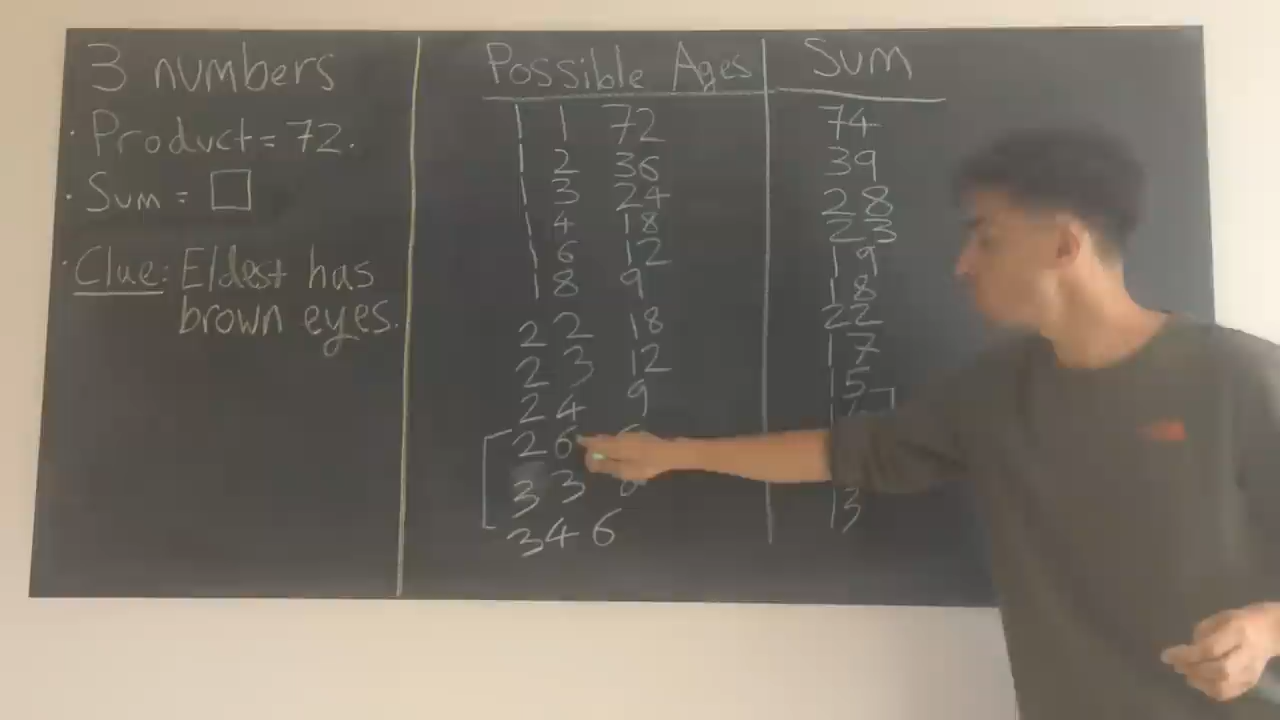 3 numbers
· Product = 72.
· Sum = □
· Clue: Eldest has
brown eyes.
Possible Ages Sum
1 1 72 74
1 2 36 39
1 3 24 28
1 4 18 23
1 6 12 19
1 8 9 18
2 2 18 22
2 3 12 17
2 4 9 15
2 6
3 3
3 4 6 13